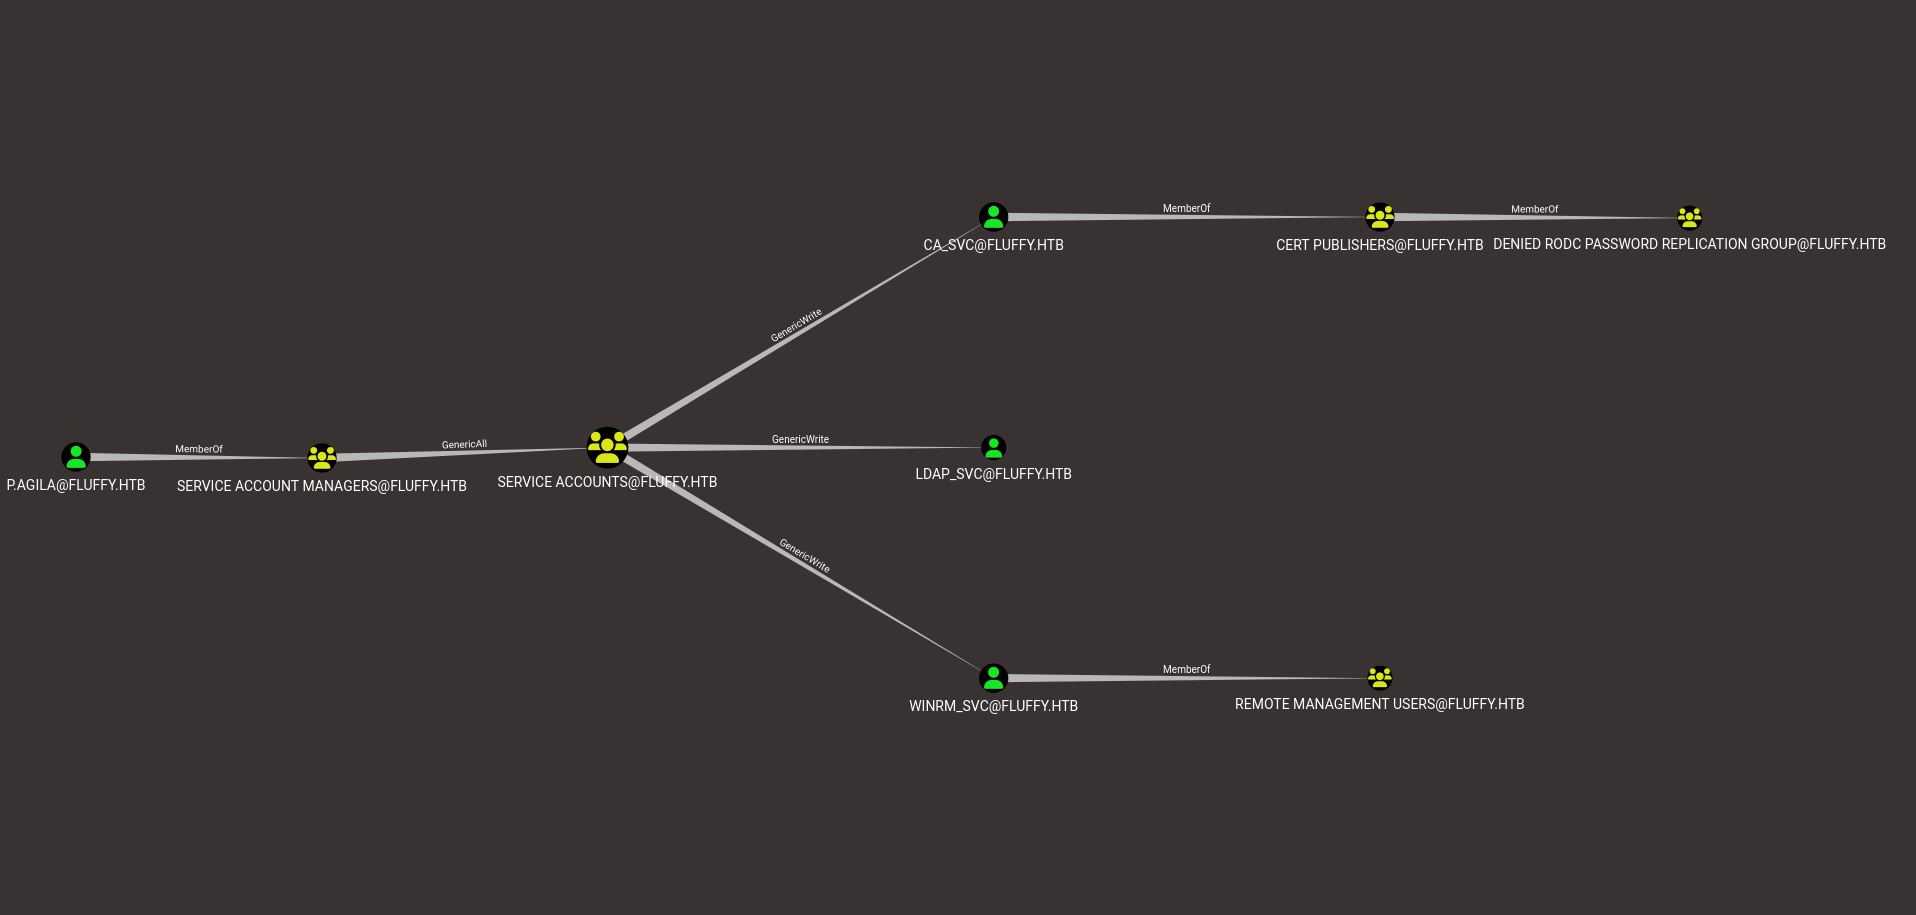 MemberOf
MemberOf
CA_SVC@FLUFFY.HTB
CERT PUBLISHERS@FLUFFY.HTB
DENIED RODC PASSWORD REPLICATION GROUP@FLUFFY.HTB
GenericWrite
MemberOf
GenericAll
GenericWrite
P.AGILA@FLUFFY.HTB
SERVICE ACCOUNT MANAGERS@FLUFFY.HTB
SERVICE ACCOUNTS@FLUFFY.HTB
LDAP_SVC@FLUFFY.HTB
GenericWrite
MemberOf
WINRM_SVC@FLUFFY.HTB
REMOTE MANAGEMENT USERS@FLUFFY.HTB